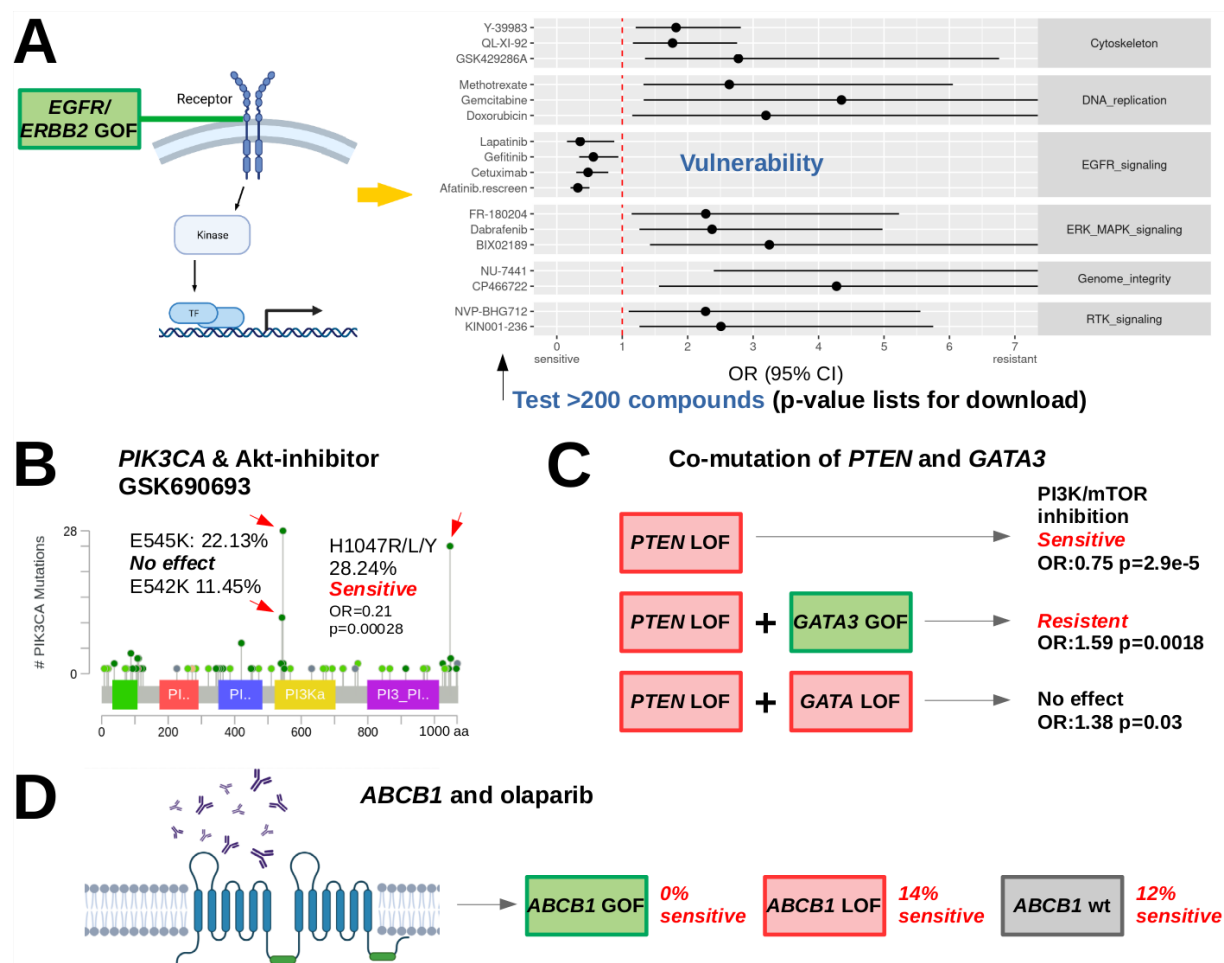 A
EGFR/
ERBB2 GOF
Receptor
Kinase
TF
Y-39983
QL-XI-92
GSK429286A
Cytoskeleton
Methotrexate
Gemcitabine
Doxorubicin
DNA_replication
Lapatinib
Gefitinib
Cetuximab
Afatinib.rescreen
Vulnerability
EGFR_signaling
FR-180204
Dabrafenib
BIX02189
ERK_MAPK_signaling
NU-7441
CP466722
Genome_integrity
NVP-BHG712
KIN001-236
RTK_signaling
0 1 2 3 4 5 6 7
sensitive resistant
OR (95% CI)
Test >200 compounds (p-value lists for download)
B
PIK3CA & Akt-inhibitor
GSK690693
# PIK3CA Mutations
28
0
E545K: 22.13%
No effect
E542K 11.45%
H1047R/L/Y
28.24%
Sensitive
OR=0.21
p=0.00028
PI.. PI.. PI3Ka PI3_PI..
0 200 400 600 800 1000 aa
C
Co-mutation of PTEN and GATA3
PTEN LOF
PI3K/mTOR
inhibition
Sensitive
OR:0.75 p=2.9e-5
PTEN LOF + GATA3 GOF
Resistent
OR:1.59 p=0.0018
PTEN LOF + GATA LOF
No effect
OR:1.38 p=0.03
D
ABCB1 and olaparib
ABCB1 GOF
0%
sensitive
ABCB1 LOF
14%
sensitive
ABCB1 wt
12%
sensitive